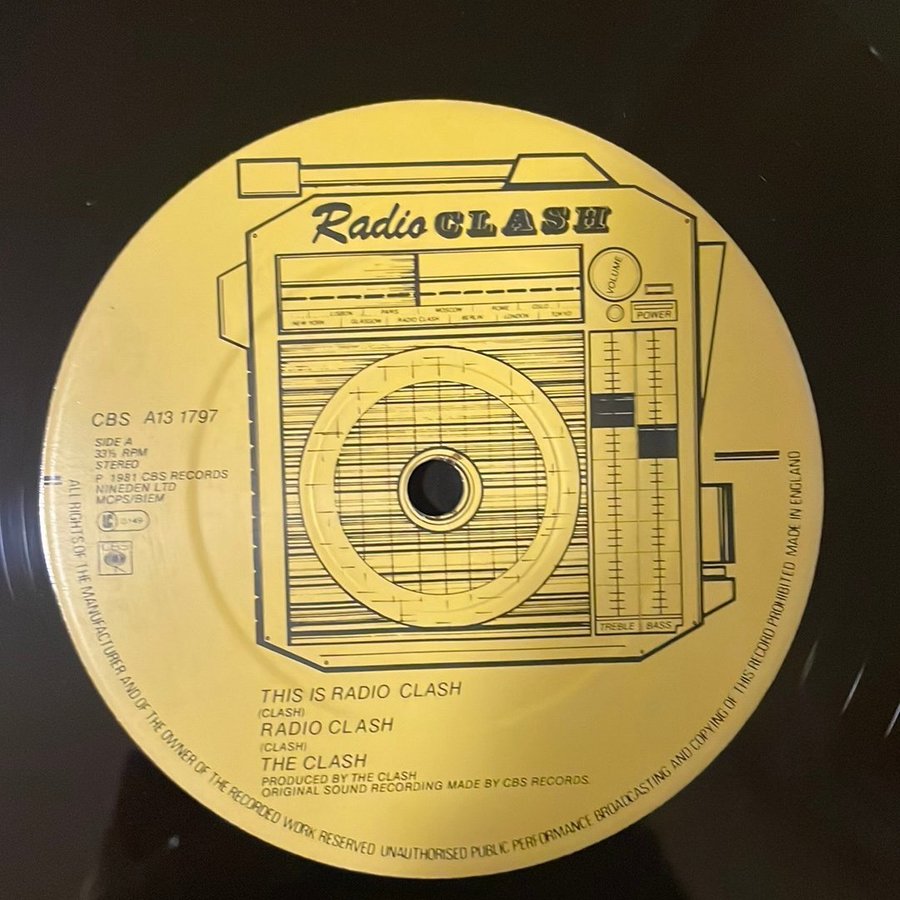 Radio CLASH
VOLUME
POWER
LISBON PARIS MOSCOW ROME OSLO
NEW YORK GLASGOW RADIO CLASH BERLIN LONDON TOKYO
TREBLE BASS
CBS A13 1797
SIDE A
33⅓ RPM
STEREO
P 1981 CBS RECORDS
NINEDEN LTD
MCPS/BIEM
LC 0149
CBS
THIS IS RADIO CLASH
(CLASH)
RADIO CLASH
(CLASH)
THE CLASH
PRODUCED BY THE CLASH
ORIGINAL SOUND RECORDING MADE BY CBS RECORDS.
ALL RIGHTS OF THE MANUFACTURER AND OF THE OWNER OF THE RECORDED WORK RESERVED UNAUTHORISED PUBLIC PERFORMANCE BROADCASTING AND COPYING OF THIS RECORD PROHIBITED MADE IN ENGLAND